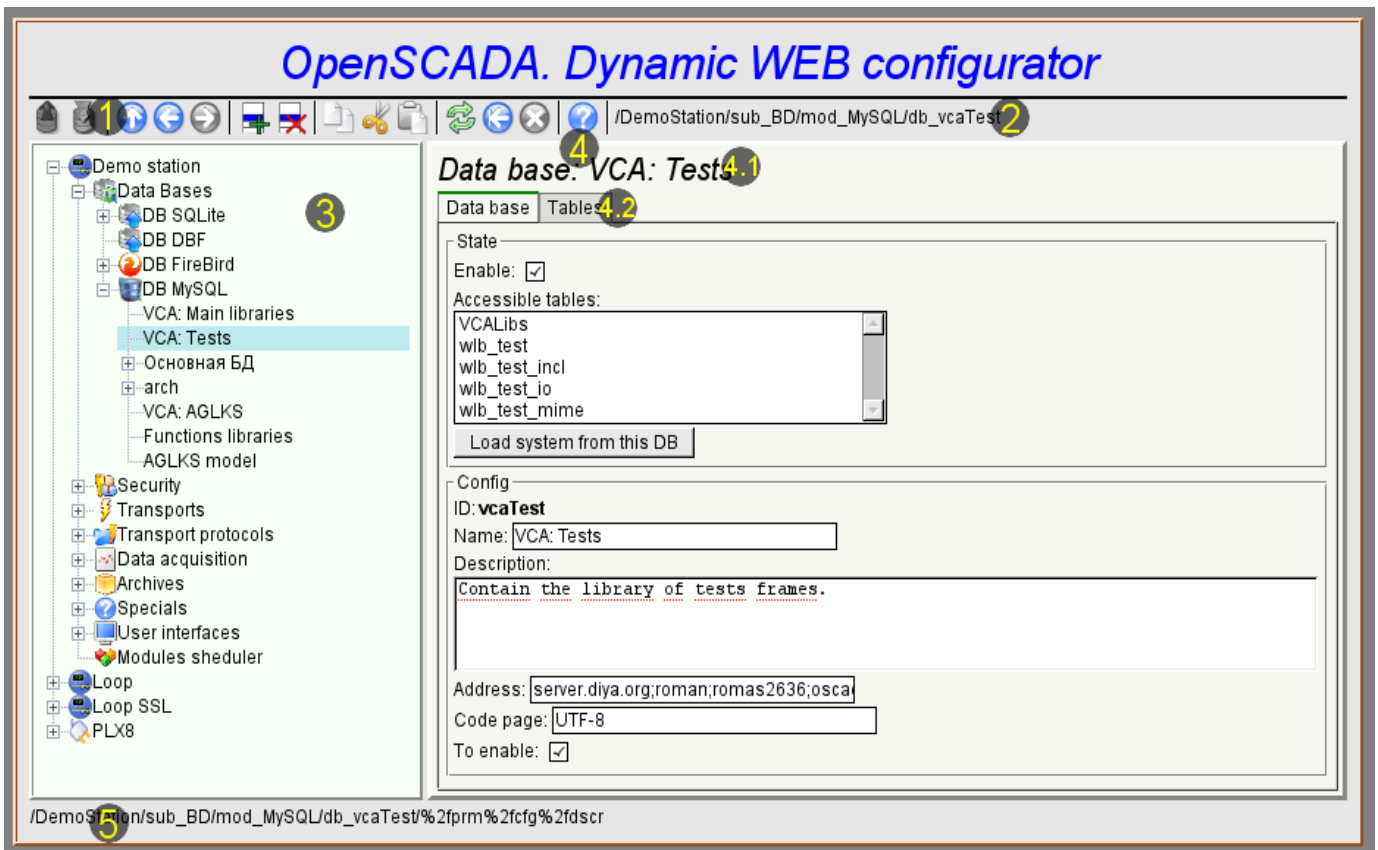 OpenSCADA. Dynamic WEB configurator
1
/DemoStation/sub_BD/mod_MySQL/db_vcaTest
2
4
Demo station
Data Bases
DB SQLite
DB DBF
DB FireBird
DB MySQL
VCA: Main libraries
VCA: Tests
Основная БД
arch
VCA: AGLKS
Functions libraries
AGLKS model
Security
Transports
Transport protocols
Data acquisition
Archives
Specials
User interfaces
Modules sheduler
Loop
Loop SSL
PLX8
3
Data base: VCA: Tests
4.1
Data base
Tables
4.2
State
Enable:
Accessible tables:
VCALibs
wlb_test
wlb_test_incl
wlb_test_io
wlb_test_mime
Load system from this DB
Config
ID: vcaTest
Name: VCA: Tests
Description:
Contain the library of tests frames.
Address: server.diya.org;roman;romas2636;osca
Code page: UTF-8
To enable:
/DemoStation/sub_BD/mod_MySQL/db_vcaTest/%2fprm%2fcfg%2fdscr
5